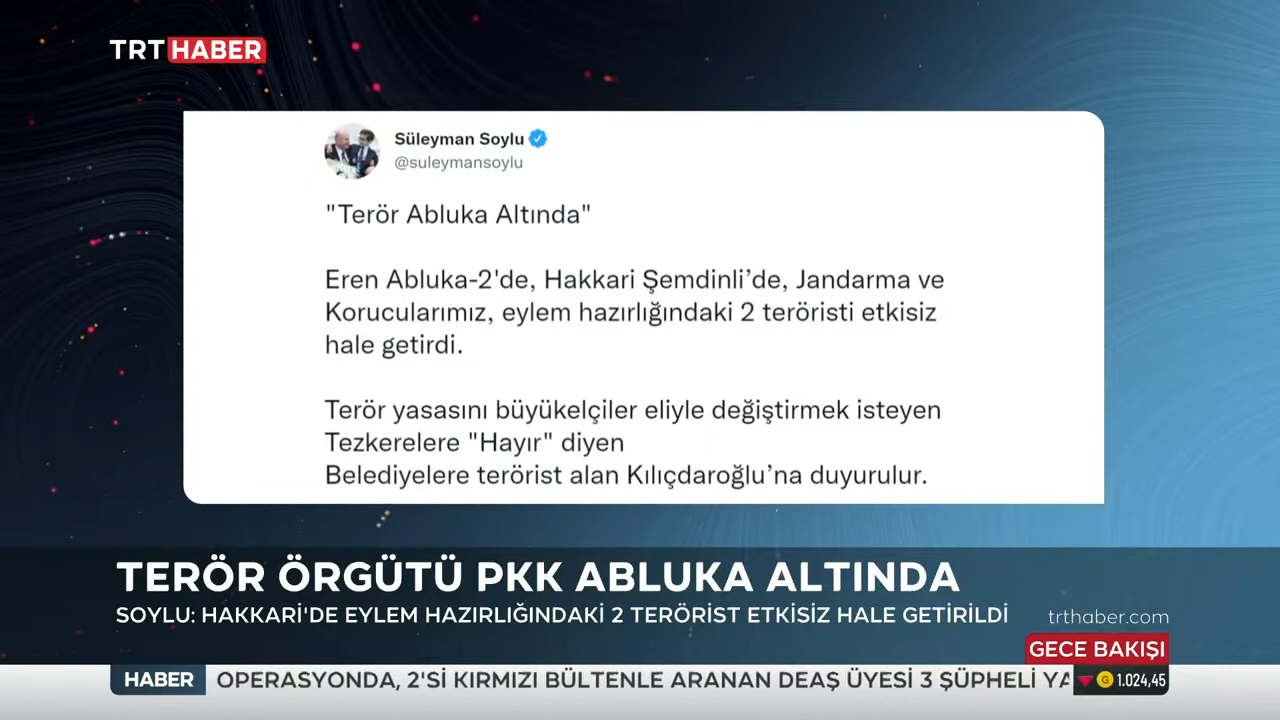 TRT HABER
Süleyman Soylu
@suleymansoylu
"Terör Abluka Altında"
Eren Abluka-2'de, Hakkari Şemdinli’de, Jandarma ve
Korucularımız, eylem hazırlığındaki 2 teröristi etkisiz
hale getirdi.
Terör yasasını büyükelçiler eliyle değiştirmek isteyen
Tezkerelere "Hayır" diyen
Belediyelere terörist alan Kılıçdaroğlu’na duyurulur.
TERÖR ÖRGÜTÜ PKK ABLUKA ALTINDA
SOYLU: HAKKARİ'DE EYLEM HAZIRLIĞINDAKİ 2 TERÖRİST ETKİSİZ HALE GETİRİLDİ
trthaber.com
GECE BAKIŞI
HABER OPERASYONDA, 2'Sİ KIRMIZI BÜLTENLE ARANAN DEAŞ ÜYESİ 3 ŞÜPHELİ YA
G 1.024,45